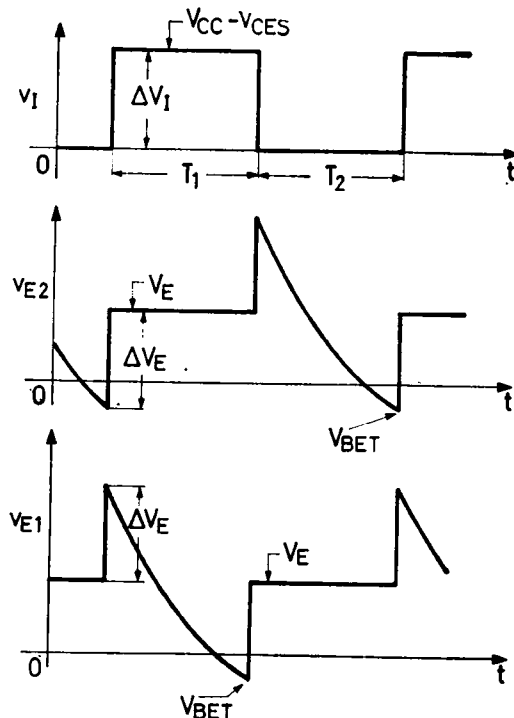 V_CC-V_CES
v_I
ΔV_I
0
T_1
T_2
t
v_E2
V_E
ΔV_E
0
t
V_BET
v_E1
ΔV_E
V_E
0
t
V_BET